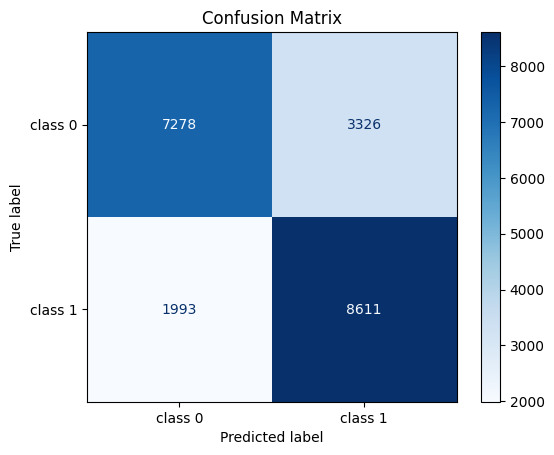 Confusion Matrix
True label
class 0
7278
3326
class 1
1993
8611
class 0
class 1
Predicted label
8000
7000
6000
5000
4000
3000
2000